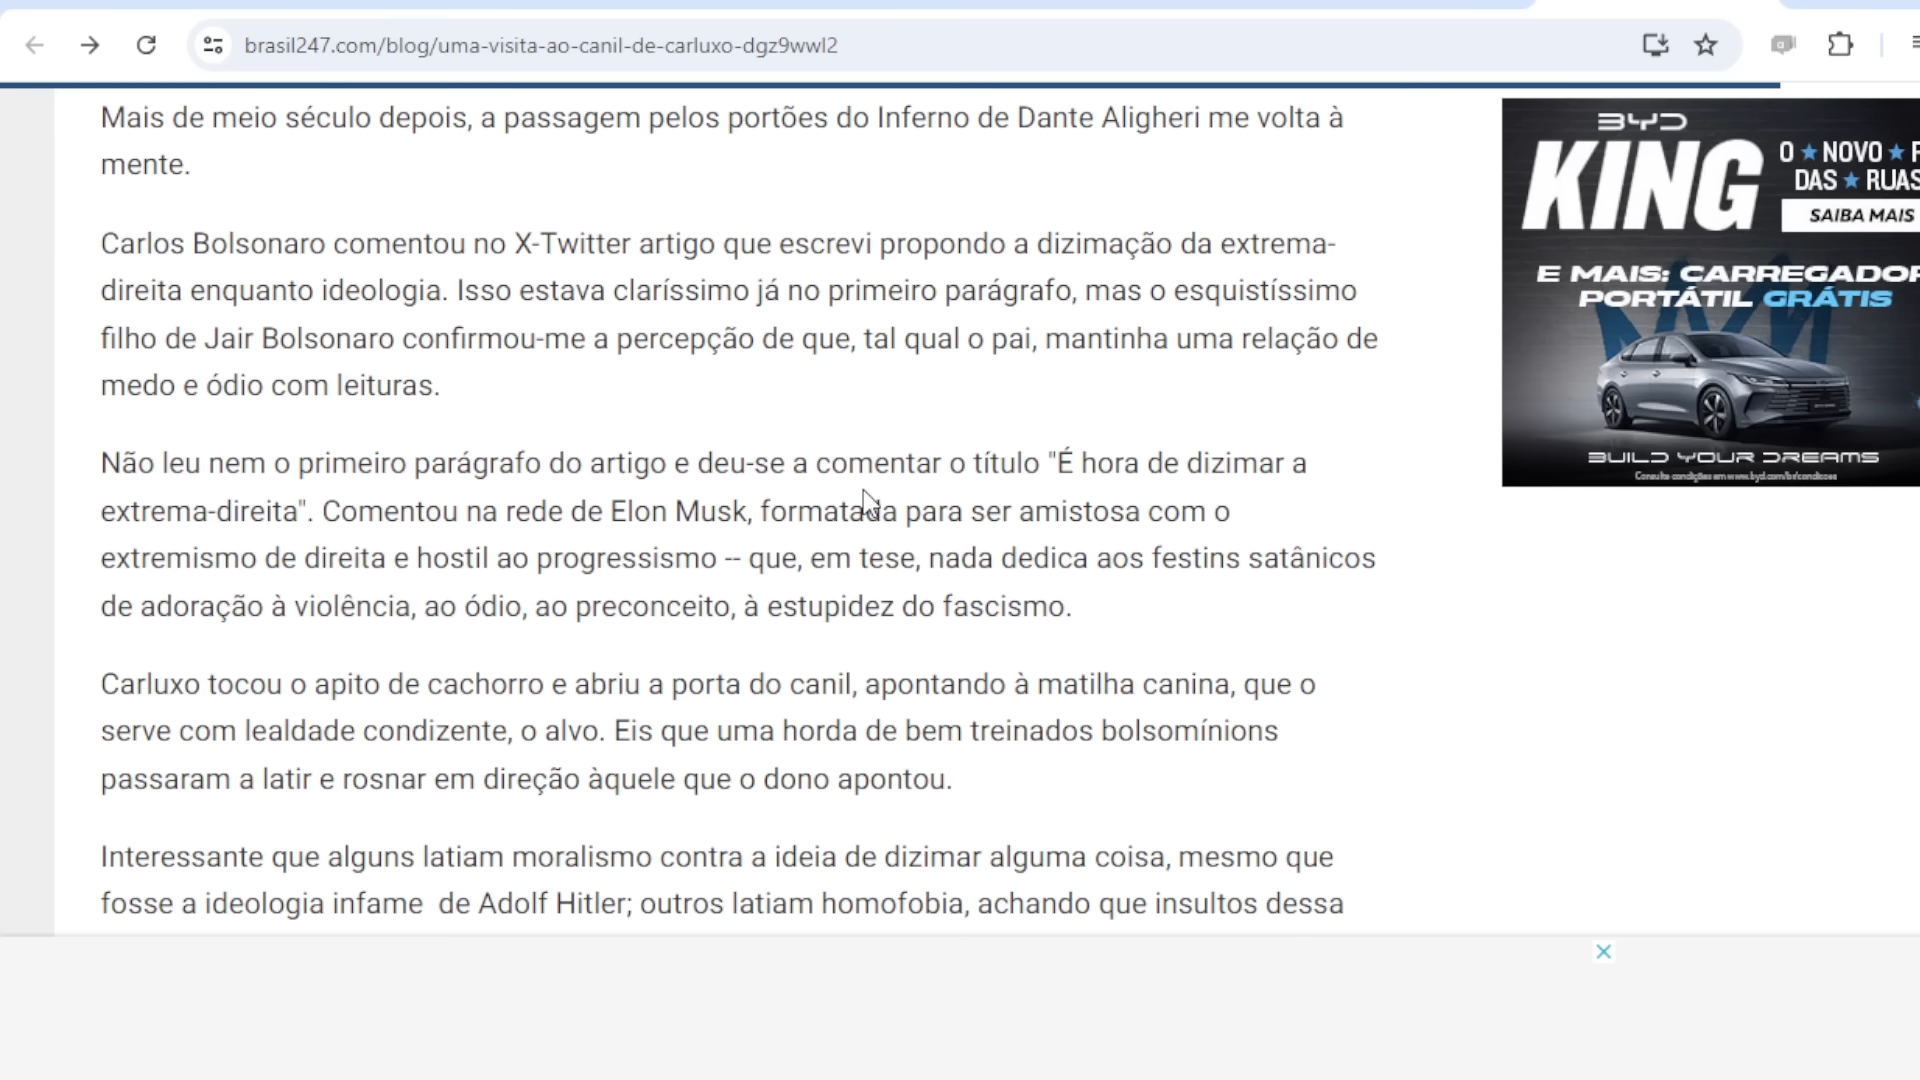 brasil247.com/blog/uma-visita-ao-canil-de-carluxo-dgz9wwl2
Mais de meio século depois, a passagem pelos portões do Inferno de Dante Aligheri me volta à
mente.
Carlos Bolsonaro comentou no X-Twitter artigo que escrevi propondo a dizimação da extrema-
direita enquanto ideologia. Isso estava claríssimo já no primeiro parágrafo, mas o esquistíssimo
filho de Jair Bolsonaro confirmou-me a percepção de que, tal qual o pai, mantinha uma relação de
medo e ódio com leituras.
Não leu nem o primeiro parágrafo do artigo e deu-se a comentar o título "É hora de dizimar a
extrema-direita". Comentou na rede de Elon Musk, formatada para ser amistosa com o
extremismo de direita e hostil ao progressismo -- que, em tese, nada dedica aos festins satânicos
de adoração à violência, ao ódio, ao preconceito, à estupidez do fascismo.
Carluxo tocou o apito de cachorro e abriu a porta do canil, apontando à matilha canina, que o
serve com lealdade condizente, o alvo. Eis que uma horda de bem treinados bolsomínions
passaram a latir e rosnar em direção àquele que o dono apontou.
Interessante que alguns latiam moralismo contra a ideia de dizimar alguma coisa, mesmo que
fosse a ideologia infame de Adolf Hitler; outros latiam homofobia, achando que insultos dessa
BYD
KING
O ★ NOVO ★
DAS ★ RUAS
SAIBA MAIS
E MAIS: CARREGADOR
PORTÁTIL GRÁTIS
BUILD YOUR DREAMS
Consulte condições em www.byd.com/br/condicoes